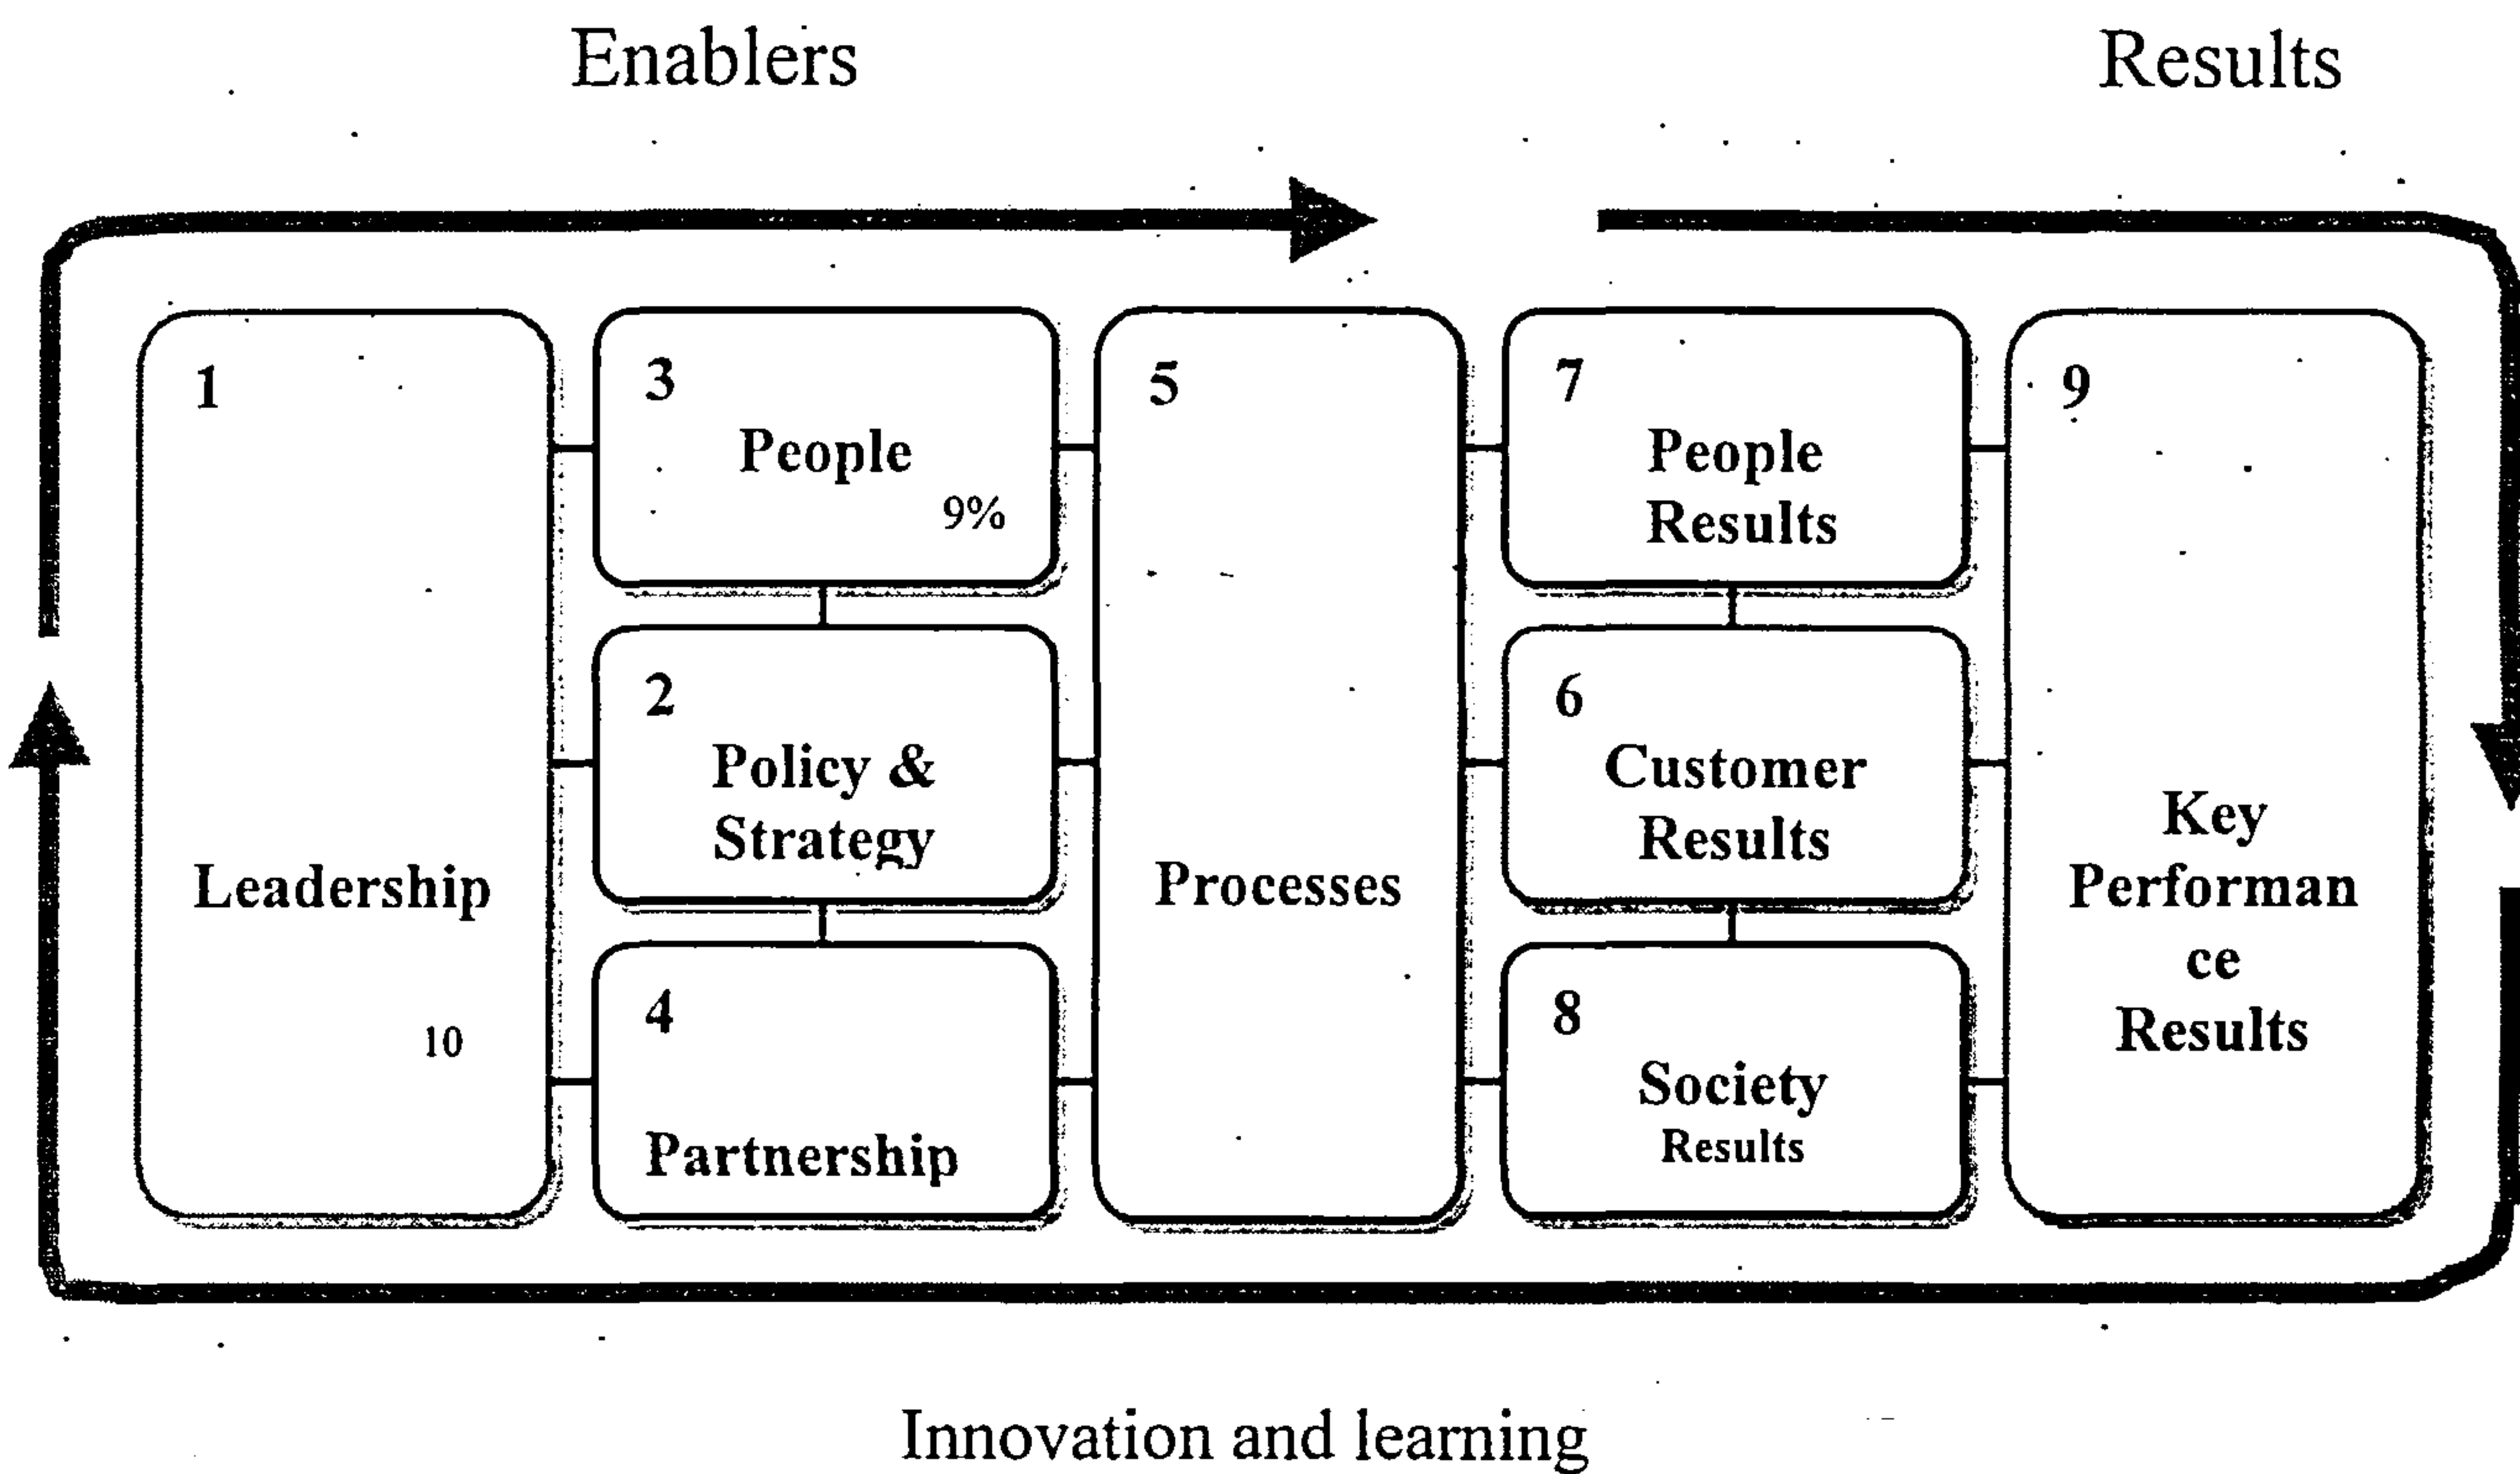 Enablers
Results
1
Leadership
10
3
People
9%
2
Policy &
Strategy
4
Partnership
5
Processes
7
People
Results
6
Customer
Results
8
Society
Results
9
Key
Performan
ce
Results
Innovation and learning